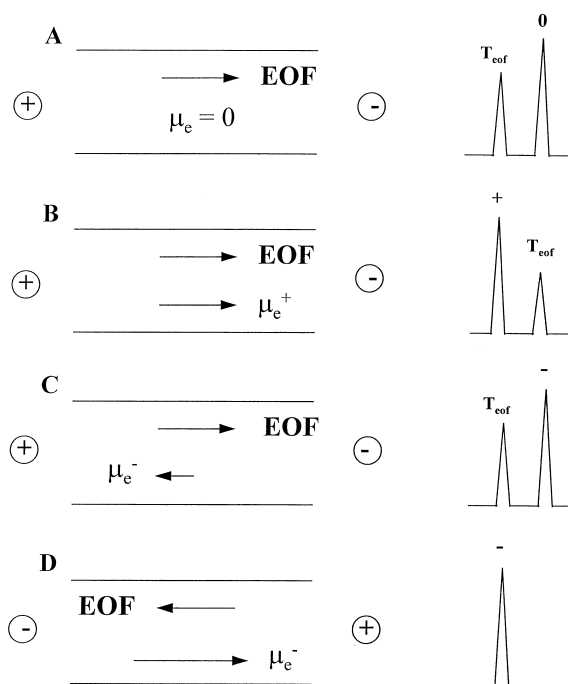 A
0
T_eof
EOF
+
-
μ_e = 0
B
+
T_eof
EOF
+
-
μ_e^+
C
-
T_eof
EOF
+
-
μ_e^-
D
-
EOF
-
+
μ_e^-